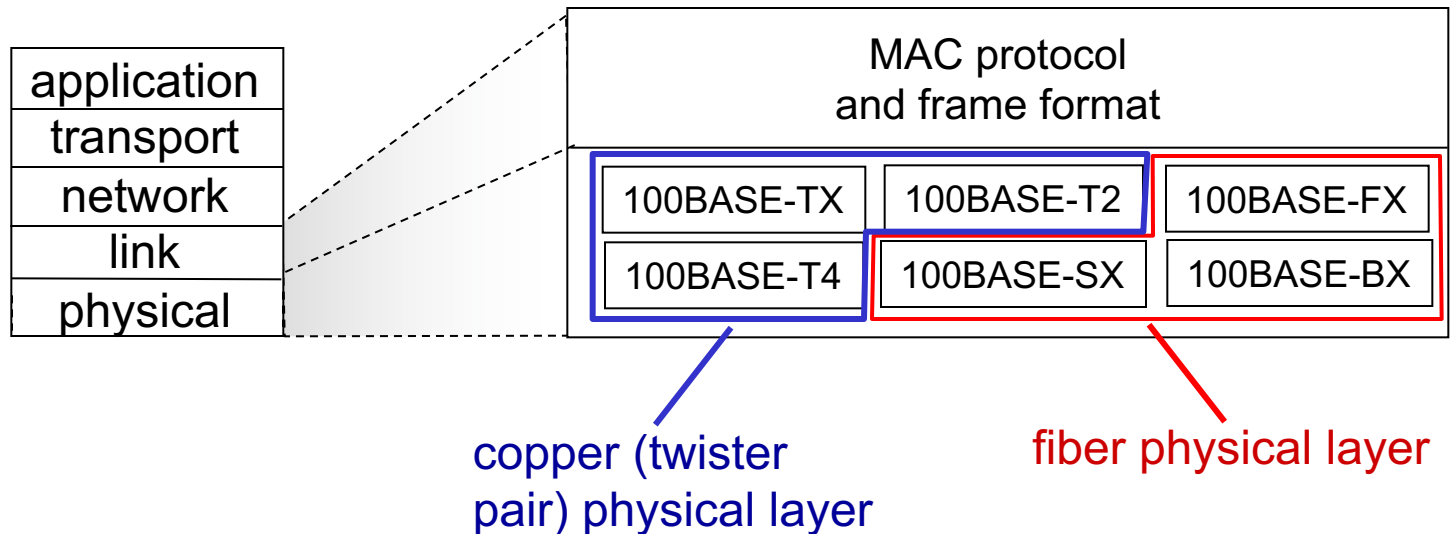 application
transport
network
link
physical
MAC protocol
and frame format
100BASE-TX
100BASE-T2
100BASE-FX
100BASE-T4
100BASE-SX
100BASE-BX
copper (twister
pair) physical layer
fiber physical layer